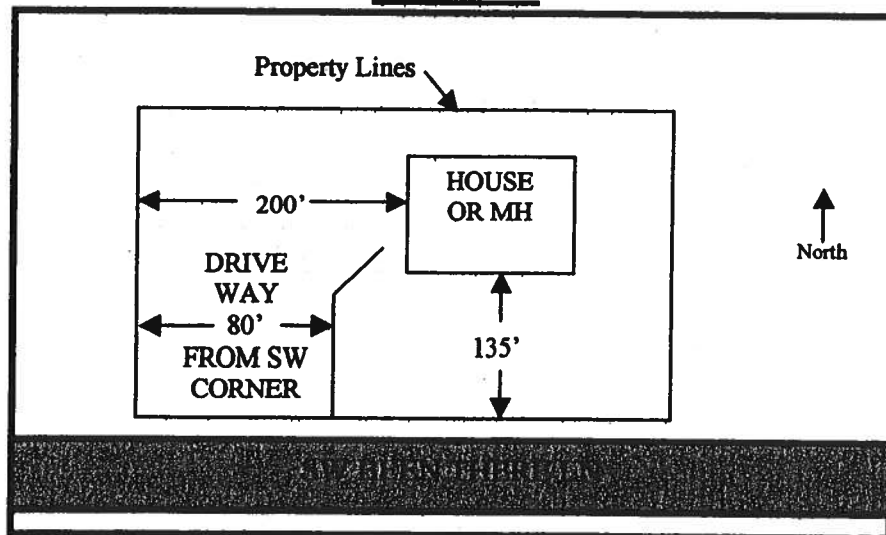 Property Lines
HOUSE
OR MH
200’
North
DRIVE
WAY
80’
FROM SW
CORNER
135’